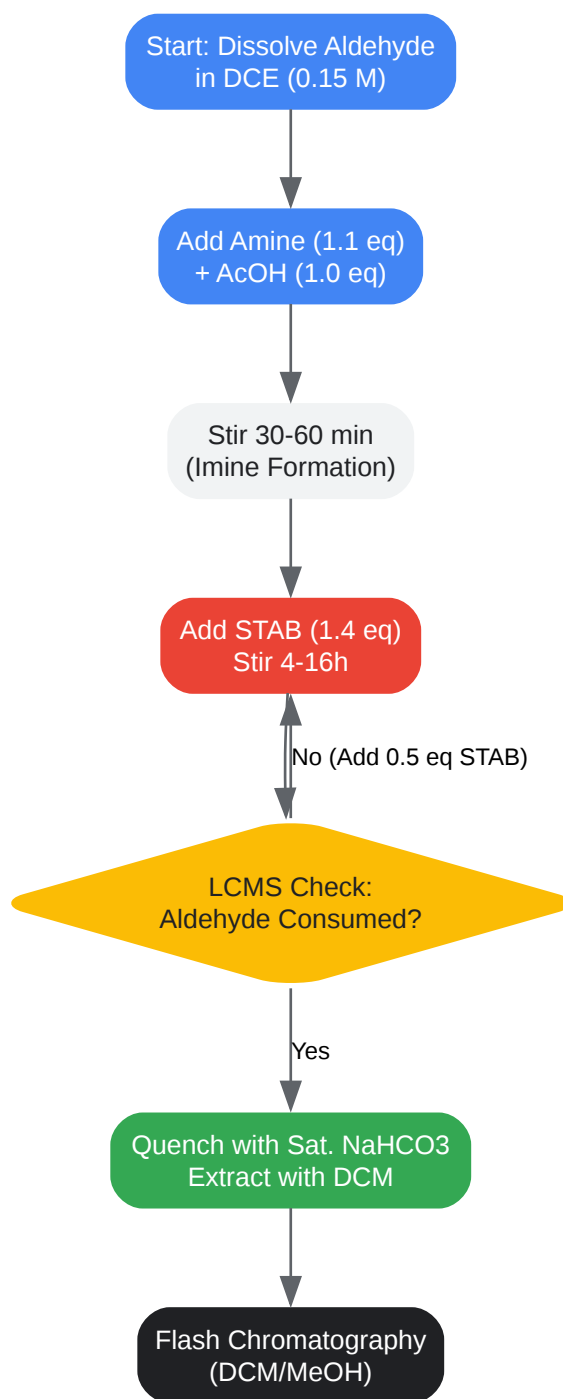 Start: Dissolve Aldehyde
in DCE (0.15 M)
Add Amine (1.1 eq)
+ AcOH (1.0 eq)
Stir 30-60 min
(Imine Formation)
Add STAB (1.4 eq)
Stir 4-16h
No (Add 0.5 eq STAB)
LCMS Check:
Aldehyde Consumed?
Yes
Quench with Sat. NaHCO3
Extract with DCM
Flash Chromatography
(DCM/MeOH)